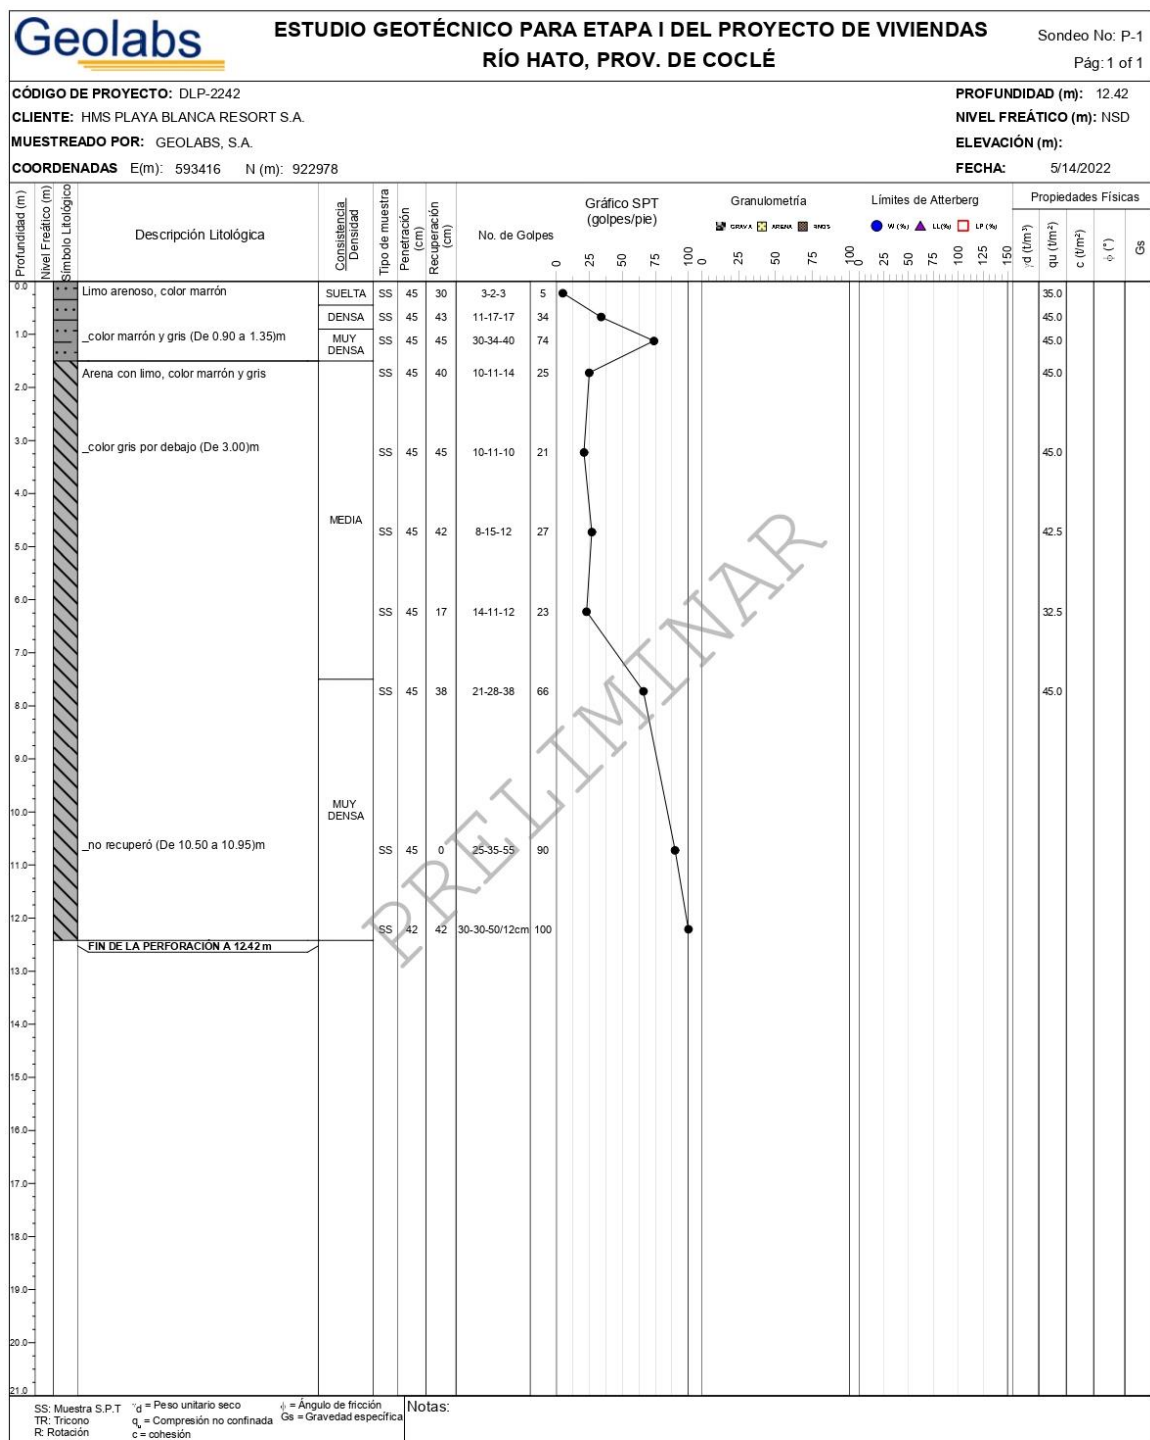 Geolabs
ESTUDIO GEOTÉCNICO PARA ETAPA I DEL PROYECTO DE VIVIENDAS
RÍO HATO, PROV. DE COCLÉ
Sondeo No: P-1
Pág: 1 of 1
CÓDIGO DE PROYECTO: DLP-2242
PROFUNDIDAD (m): 12.42
CLIENTE: HMS PLAYA BLANCA RESORT S.A.
NIVEL FREÁTICO (m): NSD
MUESTREADO POR: GEOLABS, S.A.
ELEVACIÓN (m):
COORDENADAS E(m): 593416 N (m): 922978
FECHA: 5/14/2022
Profundidad (m)
Nivel Freático (m)
Símbolo Litológico
Descripción Litológica
Consistencia
Densidad
Tipo de muestra
Penetración
(cm)
Recuperación
(cm)
No. de Golpes
Gráfico SPT
(golpes/pie)
0 25 50 75 100
Granulometría
GRAVA ARENA FINOS
0 25 50 75 100
Límites de Atterberg
W (%) LL(%) LP (%)
0 25 50 75 100 125 150
Propiedades Físicas
γd (t/m³)
qu (t/m²)
c (t/m²)
ϕ (°)
Gs
0.0
Limo arenoso, color marrón
SUELTA SS 45 30 3-2-3 5 35.0
DENSA SS 45 43 11-17-17 34 45.0
1.0
_color marrón y gris (De 0.90 a 1.35)m
MUY
DENSA
SS 45 45 30-34-40 74 45.0
Arena con limo, color marrón y gris
SS 45 40 10-11-14 25 45.0
2.0
3.0
_color gris por debajo (De 3.00)m
SS 45 45 10-11-10 21 45.0
4.0
MEDIA
SS 45 42 8-15-12 27 42.5
5.0
6.0
SS 45 17 14-11-12 23 32.5
7.0
SS 45 38 21-28-38 66 45.0
8.0
9.0
10.0
MUY
DENSA
_no recuperó (De 10.50 a 10.95)m
SS 45 0 25-35-55 90
11.0
12.0
SS 42 42 30-30-50/12cm 100
FIN DE LA PERFORACIÓN A 12.42 m
13.0
14.0
15.0
16.0
17.0
18.0
19.0
20.0
21.0
PRELIMINAR
SS: Muestra S.P.T
TR: Tricono
R: Rotación
γd = Peso unitario seco
qu = Compresión no confinada
c = cohesión
ϕ = Ángulo de fricción
Gs = Gravedad específica
Notas: